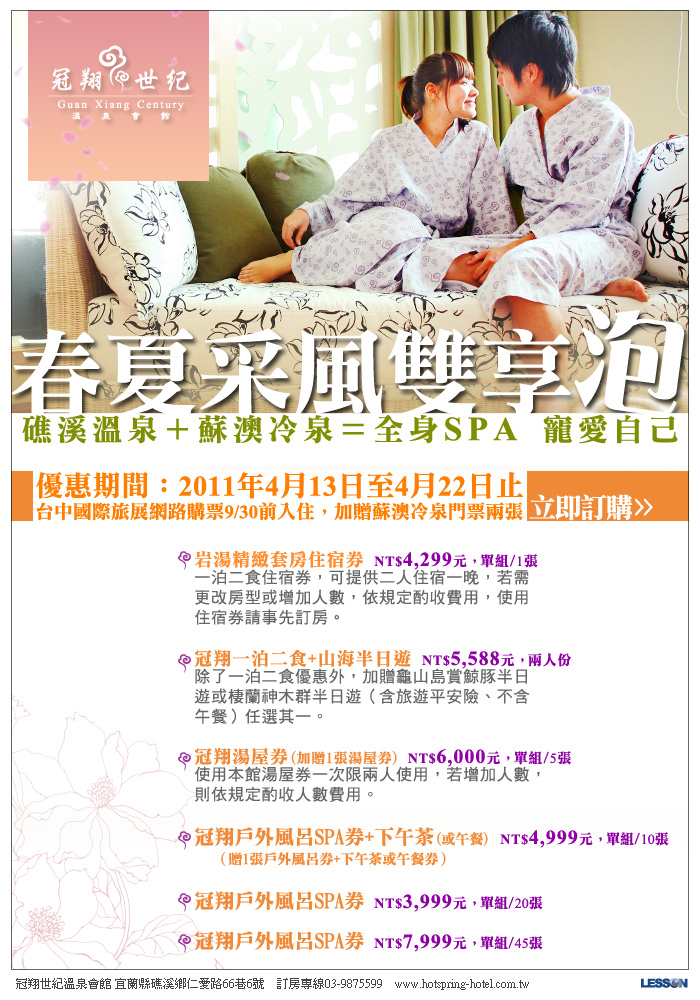 冠翔世紀
Guan Xiang Century
溫泉會館
春夏采風雙享泡
礁溪溫泉＋蘇澳冷泉＝全身SPA 寵愛自己
優惠期間：2011年4月13日至4月22日止
台中國際旅展網路購票9/30前入住，加贈蘇澳冷泉門票兩張 立即訂購>>
岩湯精緻套房住宿券 NT$4,299元，單組/1張
一泊二食住宿券，可提供二人住宿一晚，若需
更改房型或增加人數，依規定酌收費用，使用
住宿券請事先訂房。
冠翔一泊二食+山海半日遊 NT$5,588元，兩人份
除了一泊二食優惠外，加贈龜山島賞鯨豚半日
遊或棲蘭神木群半日遊（含旅遊平安險、不含
午餐）任選其一。
冠翔湯屋券(加贈1張湯屋券) NT$6,000元，單組/5張
使用本館湯屋券一次限兩人使用，若增加人數，
則依規定酌收人數費用。
冠翔戶外風呂SPA券+下午茶(或午餐) NT$4,999元，單組/10張
（贈1張戶外風呂券+下午茶或午餐券）
冠翔戶外風呂SPA券 NT$3,999元，單組/20張
冠翔戶外風呂SPA券 NT$7,999元，單組/45張
冠翔世紀溫泉會館 宜蘭縣礁溪鄉仁愛路66巷6號 訂房專線03-9875599 www.hotspring-hotel.com.tw
LESSON